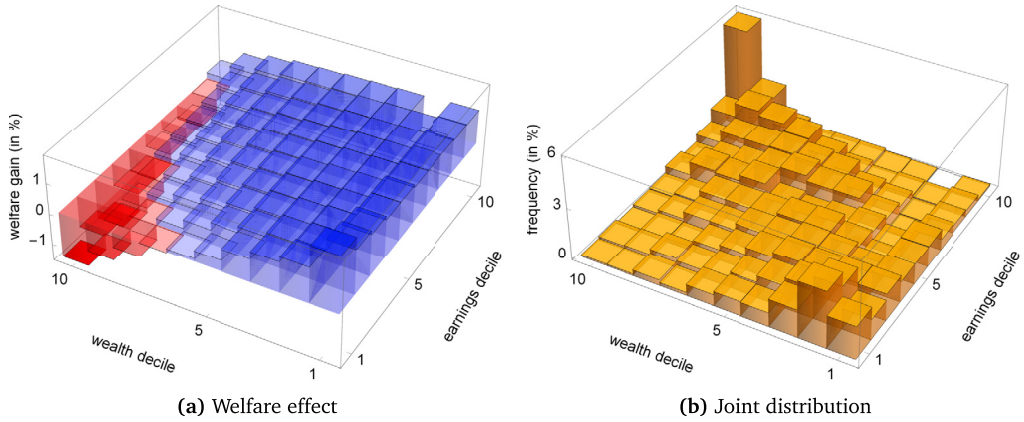 welfare gain (in %)
1
0
−1
10
5
1
wealth decile
1
5
10
earnings decile
(a) Welfare effect
frequency (in %)
6
3
0
10
5
1
wealth decile
1
5
10
earnings decile
(b) Joint distribution